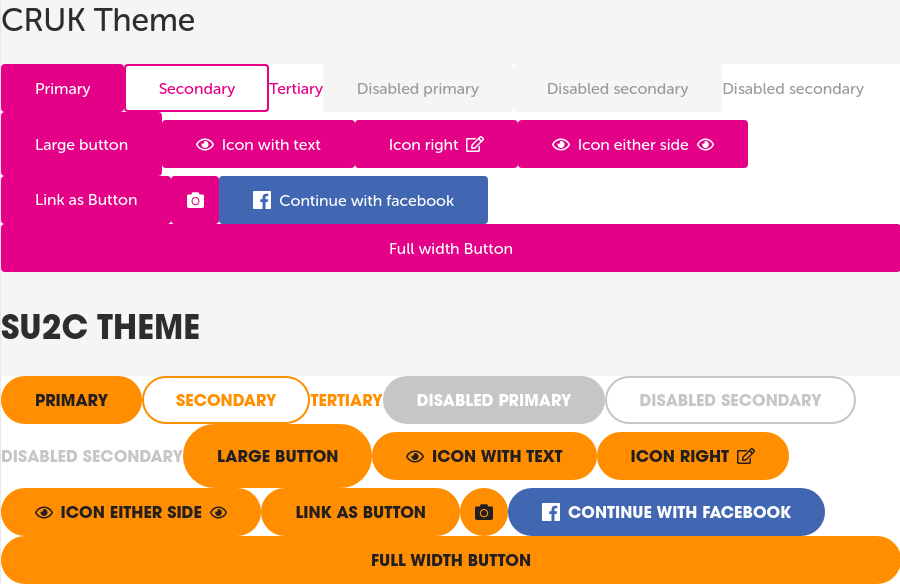 CRUK Theme
Primary Secondary Tertiary Disabled primary Disabled secondary Disabled secondary
Large button Icon with text Icon right Icon either side
Link as Button Continue with facebook
Full width Button
SU2C THEME
PRIMARY SECONDARY TERTIARY DISABLED PRIMARY DISABLED SECONDARY
DISABLED SECONDARY LARGE BUTTON ICON WITH TEXT ICON RIGHT
ICON EITHER SIDE LINK AS BUTTON CONTINUE WITH FACEBOOK
FULL WIDTH BUTTON